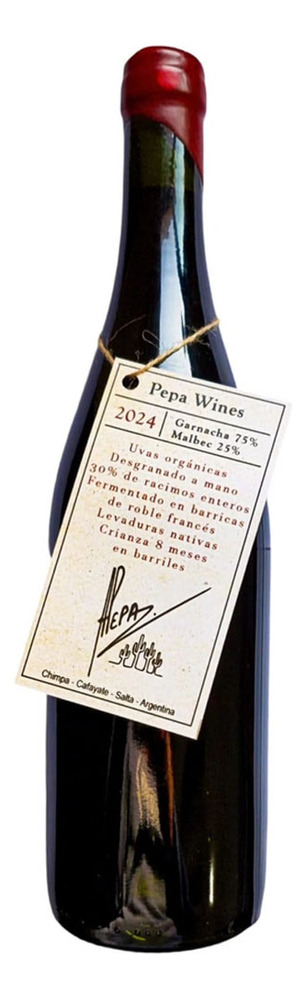 Pepa Wines
2024
Garnacha 75%
Malbec 25%
Uvas orgánicas
Desgranado a mano
30% de racimos enteros
Fermentado en barricas
de roble francés
Levaduras nativas
Crianza 8 meses
en barriles
PEPA
Chimpa - Cafayate - Salta - Argentina